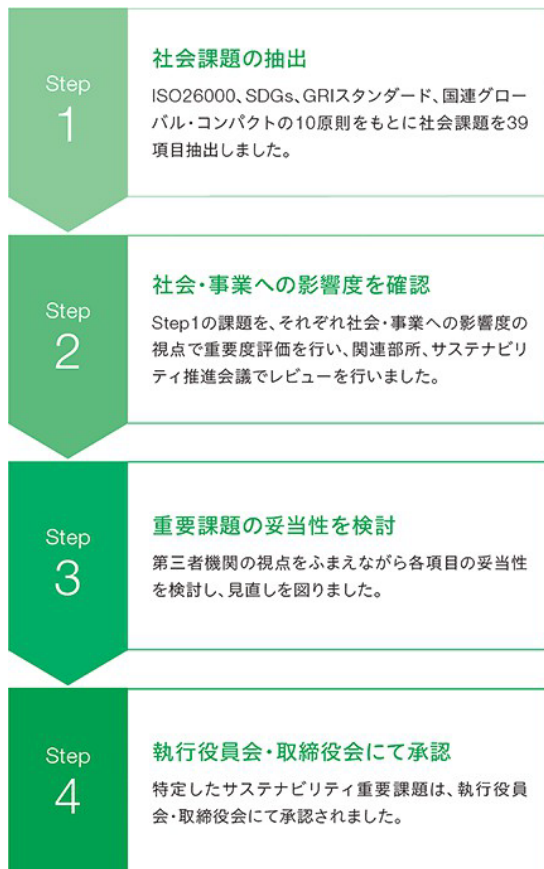 Step
1
社会課題の抽出
ISO26000、SDGs、GRIスタンダード、国連グロー
バル・コンパクトの10原則をもとに社会課題を39
項目抽出しました。
Step
2
社会・事業への影響度を確認
Step1の課題を、それぞれ社会・事業への影響度の
視点で重要度評価を行い、関連部所、サステナビリ
ティ推進会議でレビューを行いました。
Step
3
重要課題の妥当性を検討
第三者機関の視点をふまえながら各項目の妥当性
を検討し、見直しを図りました。
Step
4
執行役員会・取締役会にて承認
特定したサステナビリティ重要課題は、執行役員
会・取締役会にて承認されました。